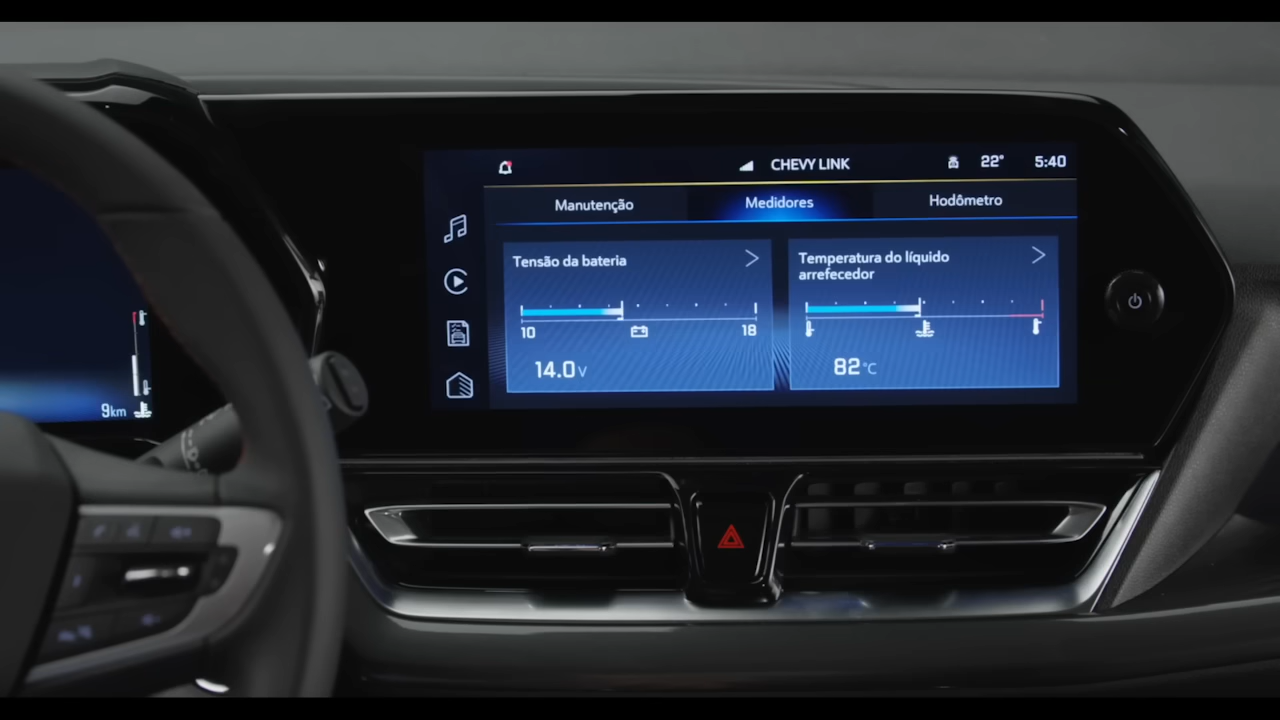 CHEVY LINK
22°
5:40
Manutenção
Medidores
Hodômetro
Tensão da bateria
10
18
14.0 V
Temperatura do líquido
arrefecedor
82 °C
9km